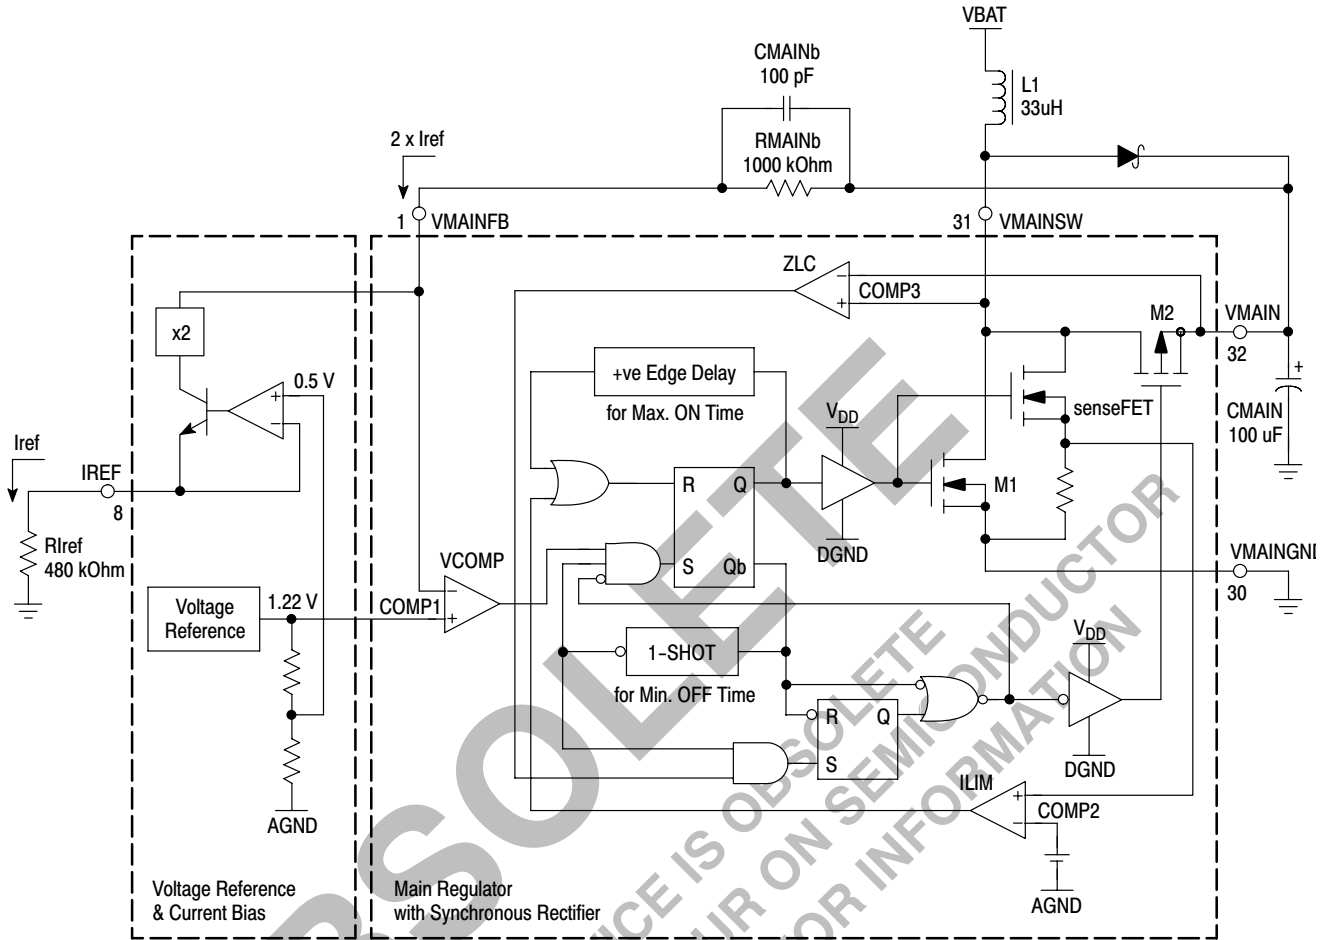 VBAT
CMAINb
100 pF
L1
33uH
2 x Iref
RMAINb
1000 kOhm
1
VMAINFB
31
VMAINSW
ZLC
COMP3
M2
VMAIN
32
x2
+ve Edge Delay
for Max. ON Time
0.5 V
VDD
senseFET
CMAIN
100 uF
Iref
IREF
8
R
Q
M1
DGND
RIref
480 kOhm
VCOMP
S
Qb
VMAINGND
30
Voltage
Reference
1.22 V
COMP1
1-SHOT
for Min. OFF Time
VDD
R
Q
S
DGND
ILIM
COMP2
AGND
AGND
Voltage Reference
& Current Bias
Main Regulator
with Synchronous Rectifier
OBSOLETE
DEVICE IS OBSOLETE
YOUR ON SEMICONDUCTOR
FOR INFORMATION